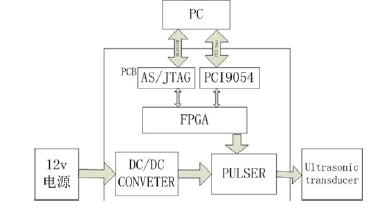 PC
PCB
AS/JTAG
PCI9054
FPGA
12v
电源
DC/DC
CONVETER
PULSER
Ultrasonic
transducer